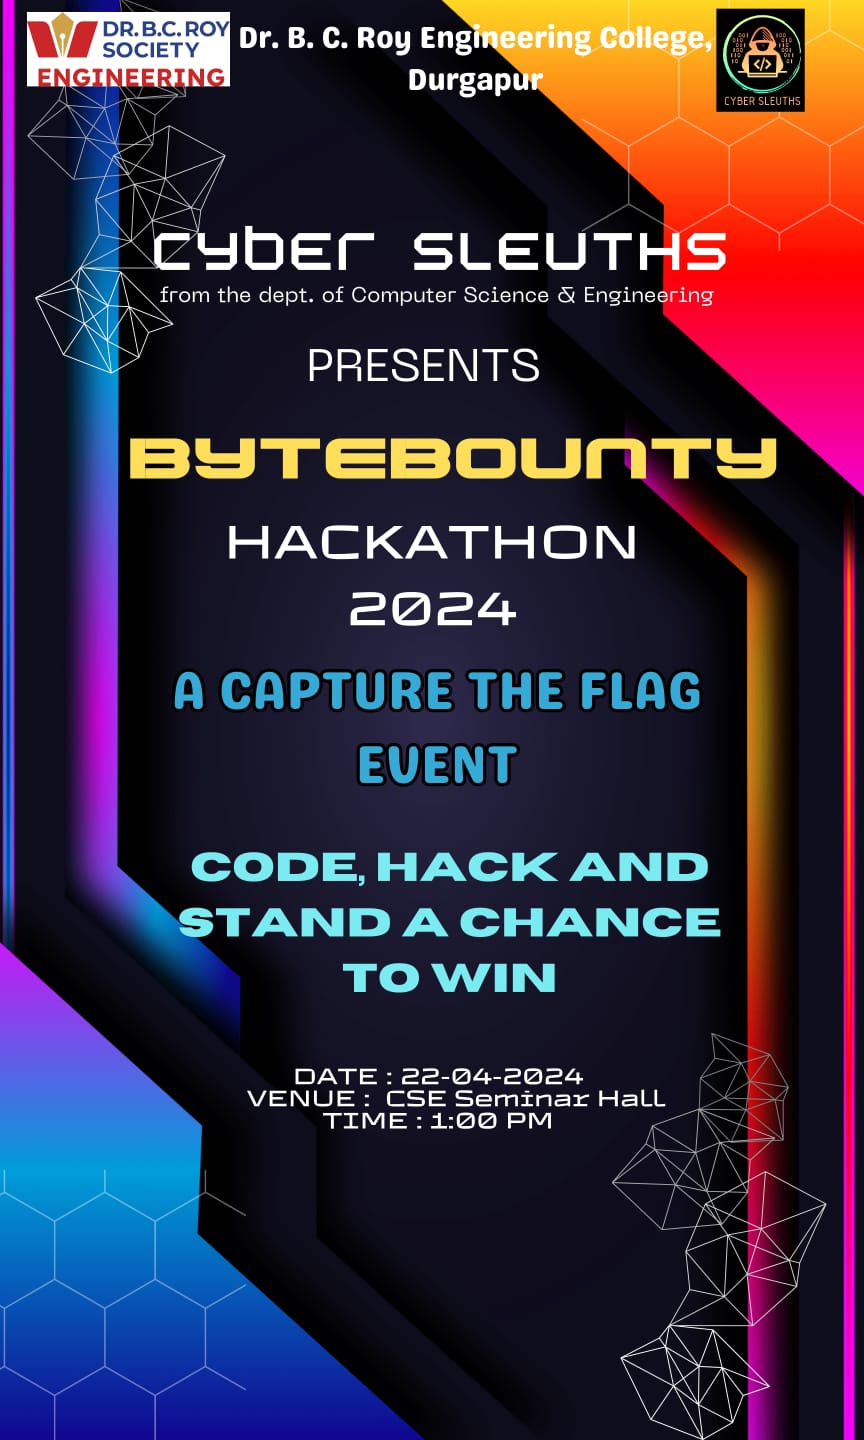 DR.B.C.ROY
SOCIETY
ENGINEERING
Dr. B. C. Roy Engineering College,
Durgapur
CYBER SLEUTHS
CYBER SLEUTHS
from the dept. of Computer Science & Engineering
PRESENTS
BYTEBOUNTY
HACKATHON
2024
A CAPTURE THE FLAG
EVENT
CODE, HACK AND
STAND A CHANCE
TO WIN
DATE : 22-04-2024
VENUE : CSE Seminar Hall
TIME : 1:00 PM